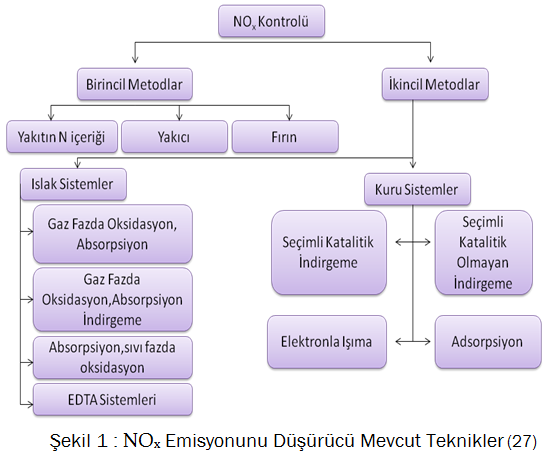 NOx Kontrolü
Birincil Metodlar
İkincil Metodlar
Yakıtın N içeriği
Yakıcı
Fırın
Islak Sistemler
Kuru Sistemler
Gaz Fazda Oksidasyon,
Absorpsiyon
Gaz Fazda
Oksidasyon,Absorpsiyon
İndirgeme
Absorpsiyon,sıvı fazda
oksidasyon
EDTA Sistemleri
Seçimli Katalitik
İndirgeme
Seçimli
Katalitik
Olmayan
İndirgeme
Elektronla Işıma
Adsorpsiyon
Şekil 1 : NOx Emisyonunu Düşürücü Mevcut Teknikler (27)